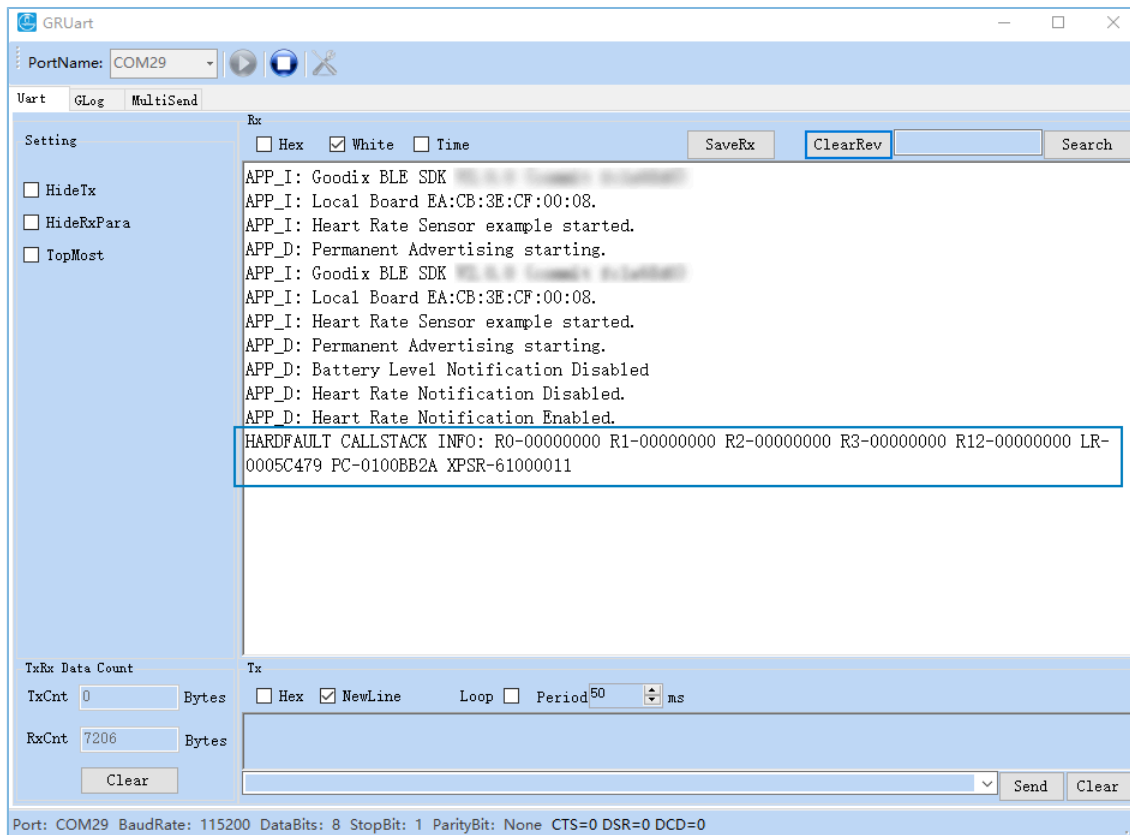 GRUart
PortName: COM29
Uart GLog MultiSend
Setting
HideTx
HideRxPara
TopMost
Rx
Hex White Time SaveRx ClearRev Search
APP_I: Goodix BLE SDK
APP_I: Local Board EA:CB:3E:CF:00:08.
APP_I: Heart Rate Sensor example started.
APP_D: Permanent Advertising starting.
APP_I: Goodix BLE SDK
APP_I: Local Board EA:CB:3E:CF:00:08.
APP_I: Heart Rate Sensor example started.
APP_D: Permanent Advertising starting.
APP_D: Battery Level Notification Disabled
APP_D: Heart Rate Notification Disabled.
APP_D: Heart Rate Notification Enabled.
HARDFAULT CALLSTACK INFO: R0-00000000 R1-00000000 R2-00000000 R3-00000000 R12-00000000 LR-
0005C479 PC-0100BB2A XPSR-61000011
TxRx Data Count
TxCnt 0 Bytes
RxCnt 7206 Bytes
Clear
Tx
Hex NewLine Loop Period 50 ms
Send Clear
Port: COM29 BaudRate: 115200 DataBits: 8 StopBit: 1 ParityBit: None CTS=0 DSR=0 DCD=0